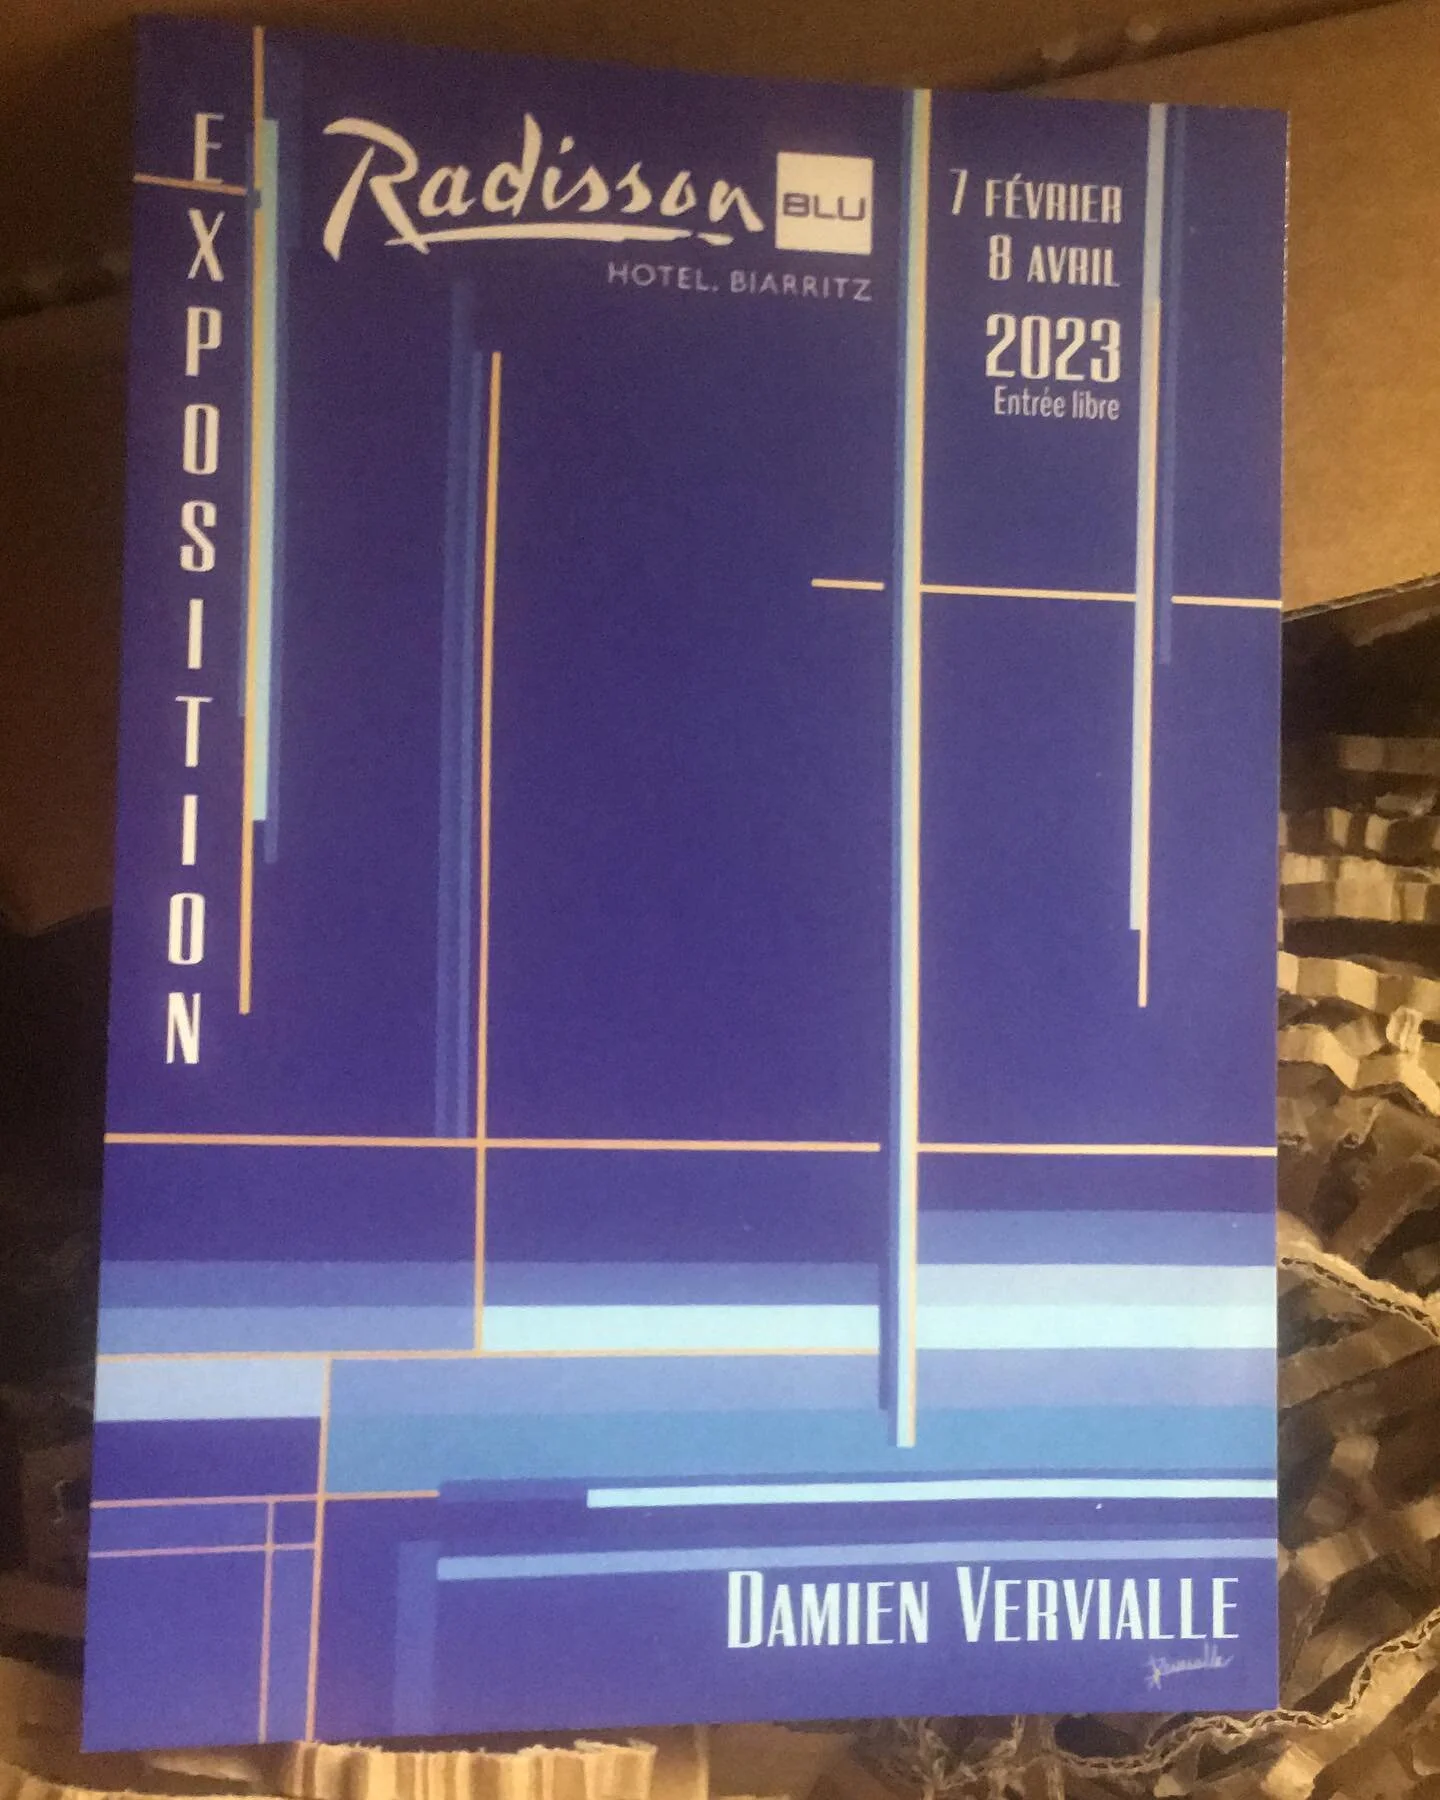 EXPOSITION
Radisson BLU
HOTEL. BIARRITZ
7 FÉVRIER
8 AVRIL
2023
Entrée libre
DAMIEN VERVIALLE